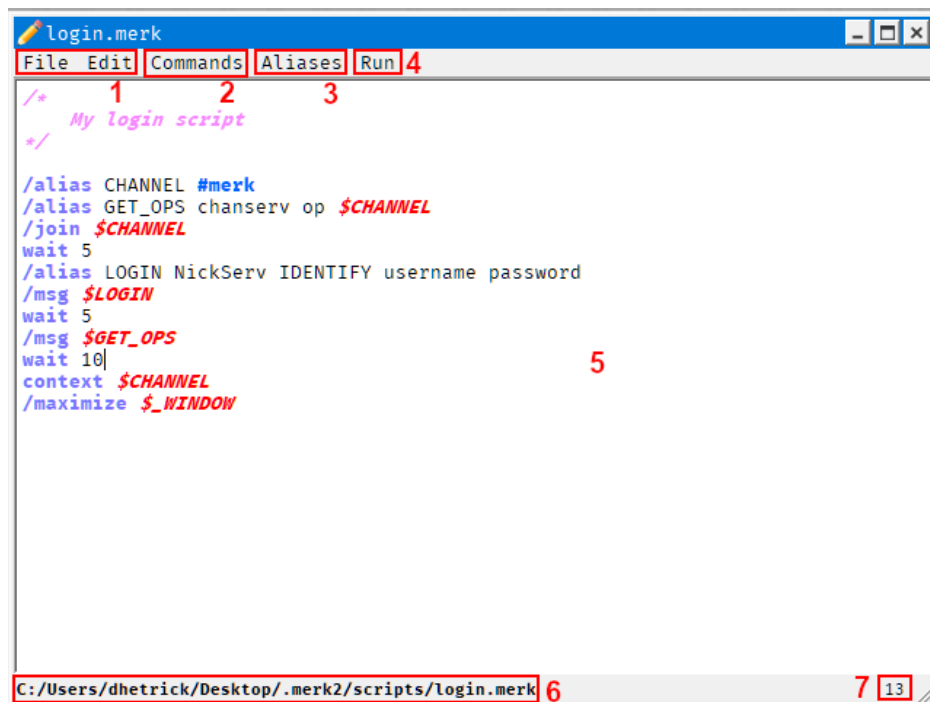 login.merk
File Edit Commands Aliases Run 4
1 2 3
/*
My login script
*/
/alias CHANNEL #merk
/alias GET_OPS chanserv op $CHANNEL
/join $CHANNEL
wait 5
/alias LOGIN NickServ IDENTIFY username password
/msg $LOGIN
wait 5
/msg $GET_OPS
wait 10
5
context $CHANNEL
/maximize $_WINDOW
C:/Users/dhetrick/Desktop/.merk2/scripts/login.merk 6 7 13